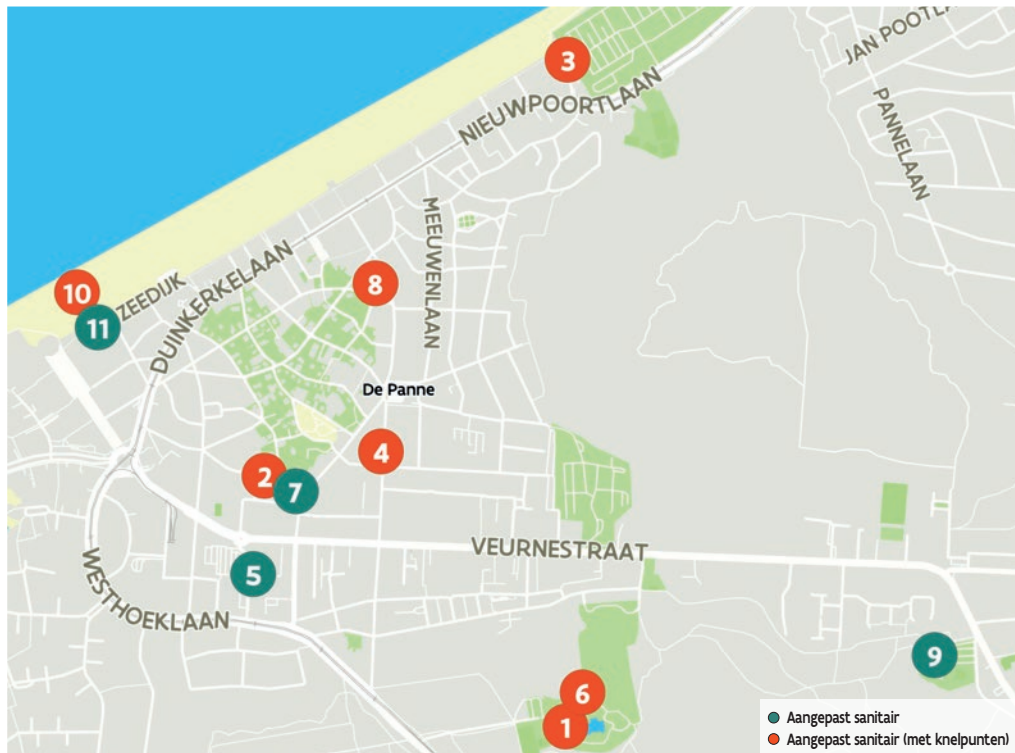 3
JAN POOTLA
NIEUWPOORTLAAN
PANNELAAN
MEEUWENLAAN
10
ZEEDIJK
8
11
DUINKERKELAAN
De Panne
4
2
7
VEURNESTRAAT
5
WESTHOEKLAAN
9
6
1
Aangepast sanitair
Aangepast sanitair (met knelpunten)